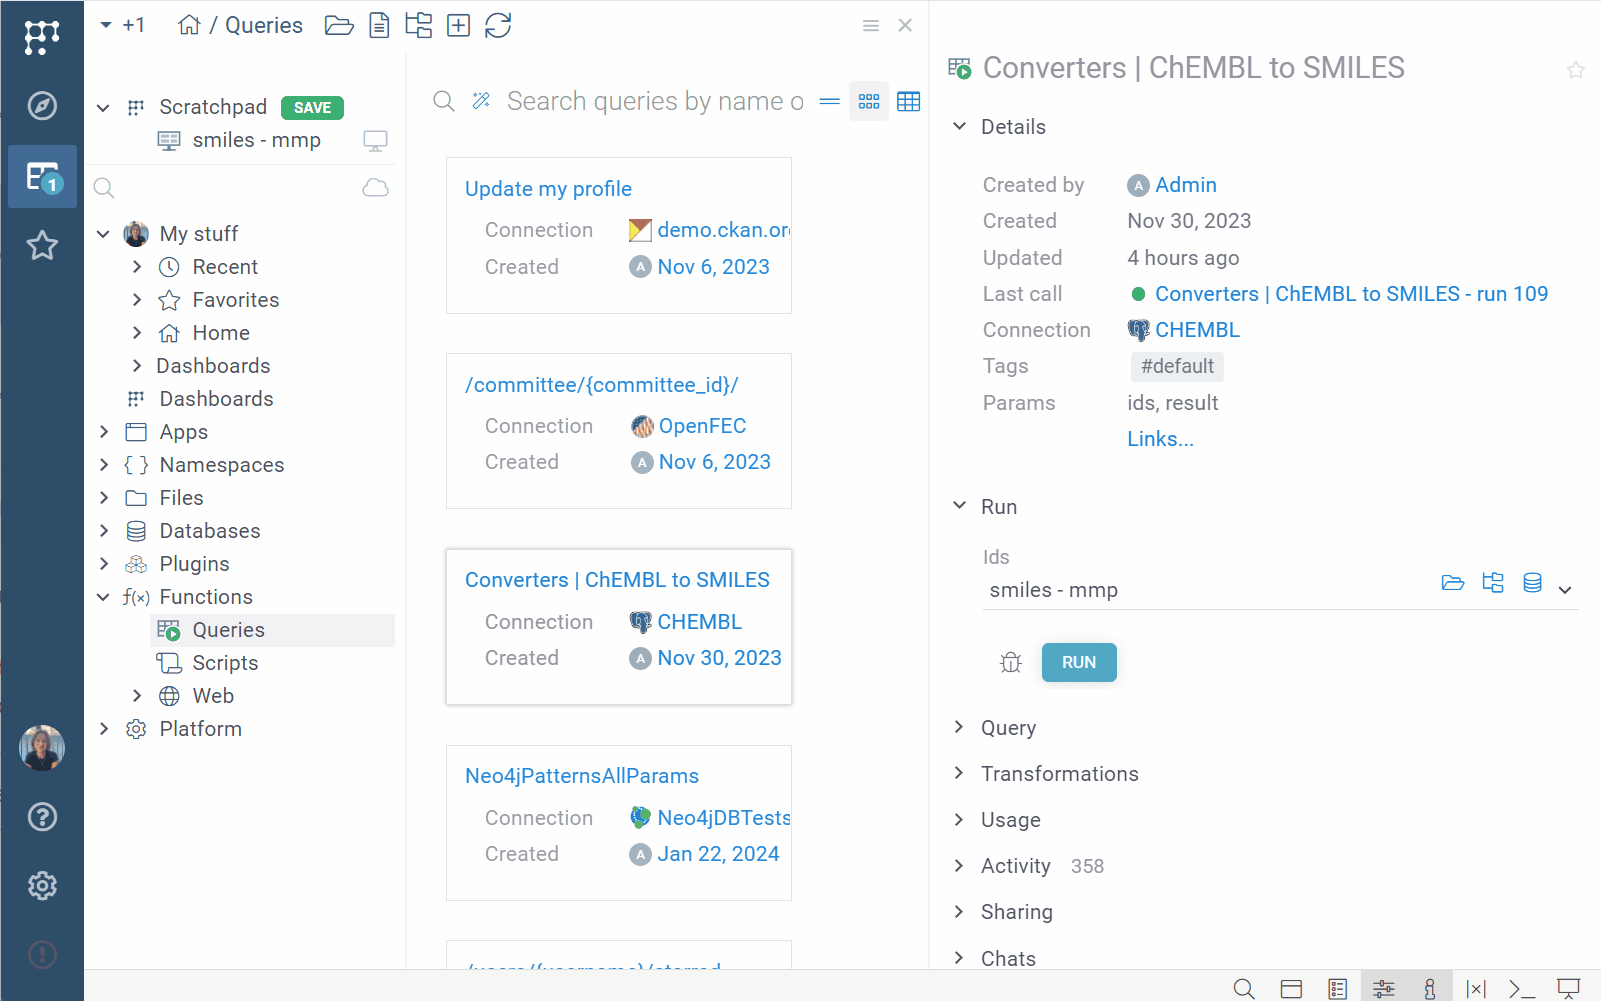 +1
/ Queries
Scratchpad SAVE
smiles - mmp
My stuff
Recent
Favorites
Home
Dashboards
Dashboards
Apps
Namespaces
Files
Databases
Plugins
f(x) Functions
Queries
Scripts
Web
Platform
1
Search queries by name o
Update my profile
Connection demo.ckan.or
Created A Nov 6, 2023
/committee/{committee_id}/
Connection OpenFEC
Created A Nov 6, 2023
Converters | ChEMBL to SMILES
Connection CHEMBL
Created A Nov 30, 2023
Neo4jPatternsAllParams
Connection Neo4jDBTests
Created A Jan 22, 2024
/users/{username}/starred
Converters | ChEMBL to SMILES
Details
Created by A Admin
Created Nov 30, 2023
Updated 4 hours ago
Last call Converters | ChEMBL to SMILES - run 109
Connection CHEMBL
Tags #default
Params ids, result
Links...
Run
Ids
smiles - mmp
RUN
Query
Transformations
Usage
Activity 358
Sharing
Chats